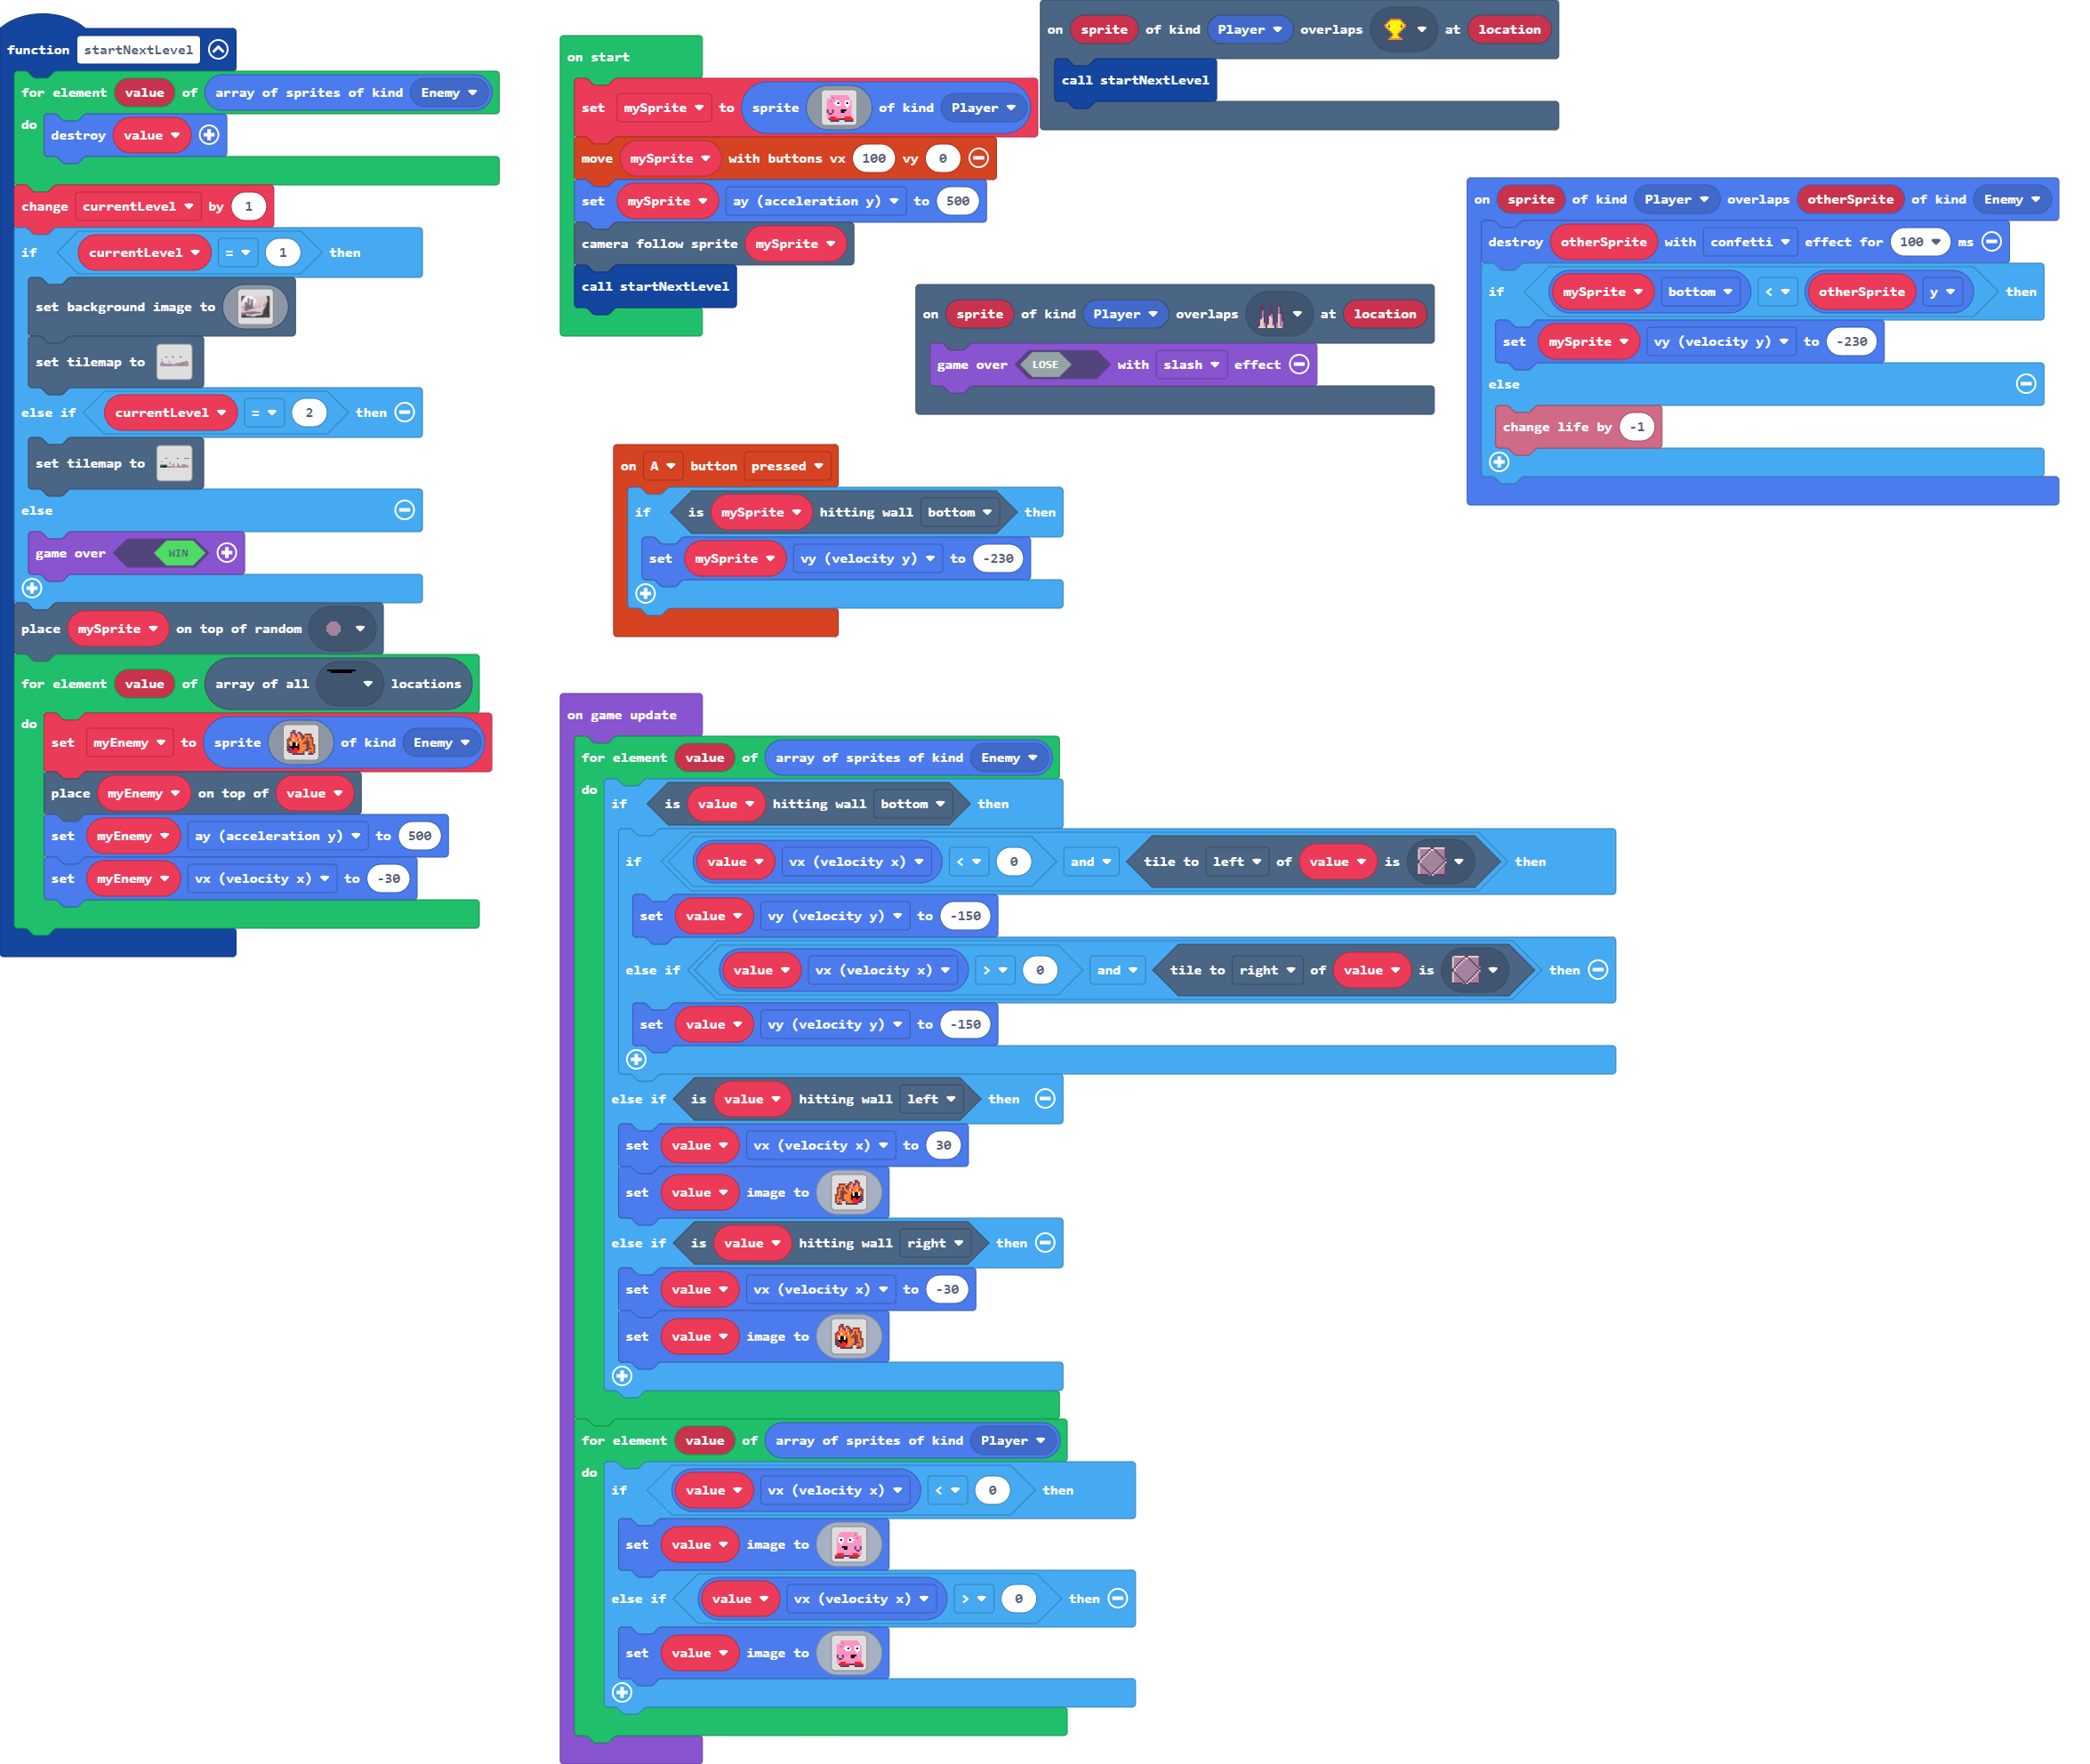 function startNextLevel
for element value of array of sprites of kind Enemy
do destroy value
change currentLevel by 1
if currentLevel = 1 then
set background image to
set tilemap to
else if currentLevel = 2 then
set tilemap to
else
game over WIN
place mySprite on top of random
for element value of array of all locations
do set myEnemy to sprite of kind Enemy
place myEnemy on top of value
set myEnemy ay (acceleration y) to 500
set myEnemy vx (velocity x) to -30
on start
set mySprite to sprite of kind Player
move mySprite with buttons vx 100 vy 0
set mySprite ay (acceleration y) to 500
camera follow sprite mySprite
call startNextLevel
on sprite of kind Player overlaps at location
call startNextLevel
on sprite of kind Player overlaps at location
game over LOSE with slash effect
on sprite of kind Player overlaps otherSprite of kind Enemy
destroy otherSprite with confetti effect for 100 ms
if mySprite bottom < otherSprite y then
set mySprite vy (velocity y) to -230
else
change life by -1
on A button pressed
if is mySprite hitting wall bottom then
set mySprite vy (velocity y) to -230
on game update
for element value of array of sprites of kind Enemy
do if is value hitting wall bottom then
if value vx (velocity x) < 0 and tile to left of value is then
set value vy (velocity y) to -150
else if value vx (velocity x) > 0 and tile to right of value is then
set value vy (velocity y) to -150
else if is value hitting wall left then
set value vx (velocity x) to 30
set value image to
else if is value hitting wall right then
set value vx (velocity x) to -30
set value image to
for element value of array of sprites of kind Player
do if value vx (velocity x) < 0 then
set value image to
else if value vx (velocity x) > 0 then
set value image to